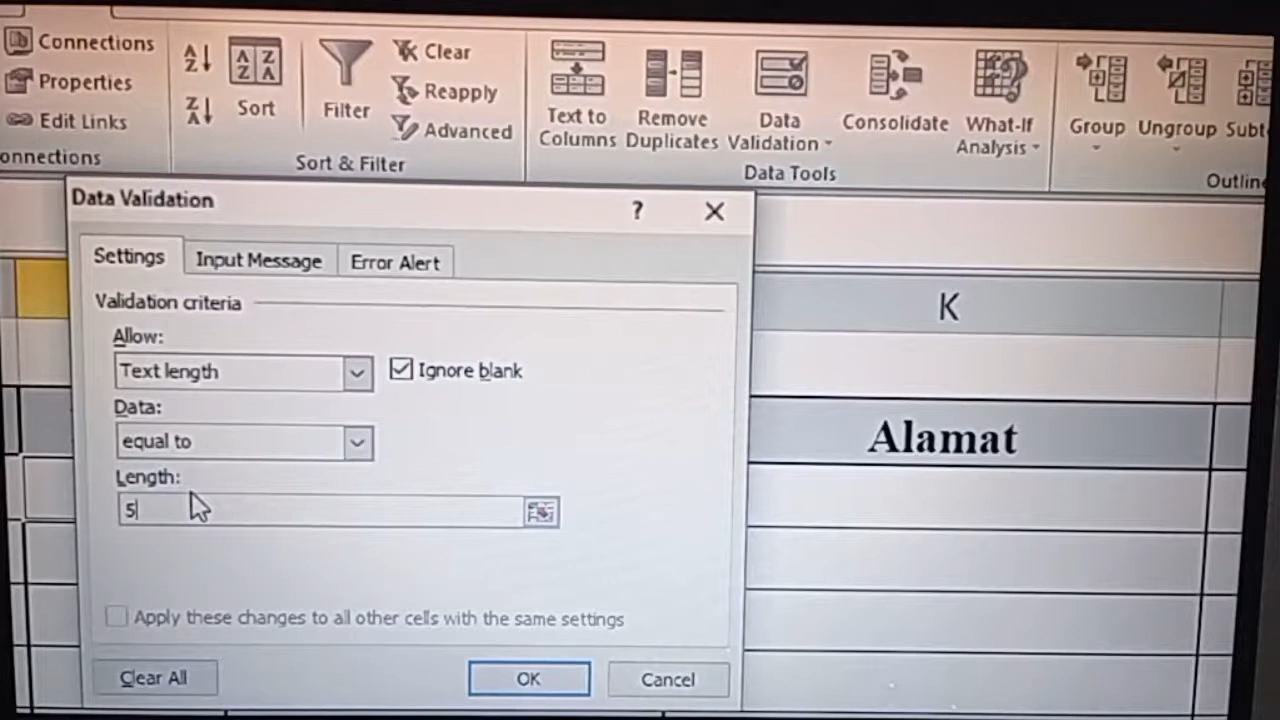 Connections
Properties
Edit Links
onnections
Sort
Filter
Clear
Reapply
Advanced
Sort & Filter
Text to Columns
Remove Duplicates
Data Validation
Consolidate
What-If Analysis
Data Tools
Group
Ungroup
Subt
Outline
Data Validation
?
Settings
Input Message
Error Alert
Validation criteria
Allow:
Text length
Ignore blank
Data:
equal to
Length:
5
Apply these changes to all other cells with the same settings
Clear All
OK
Cancel
K
Alamat